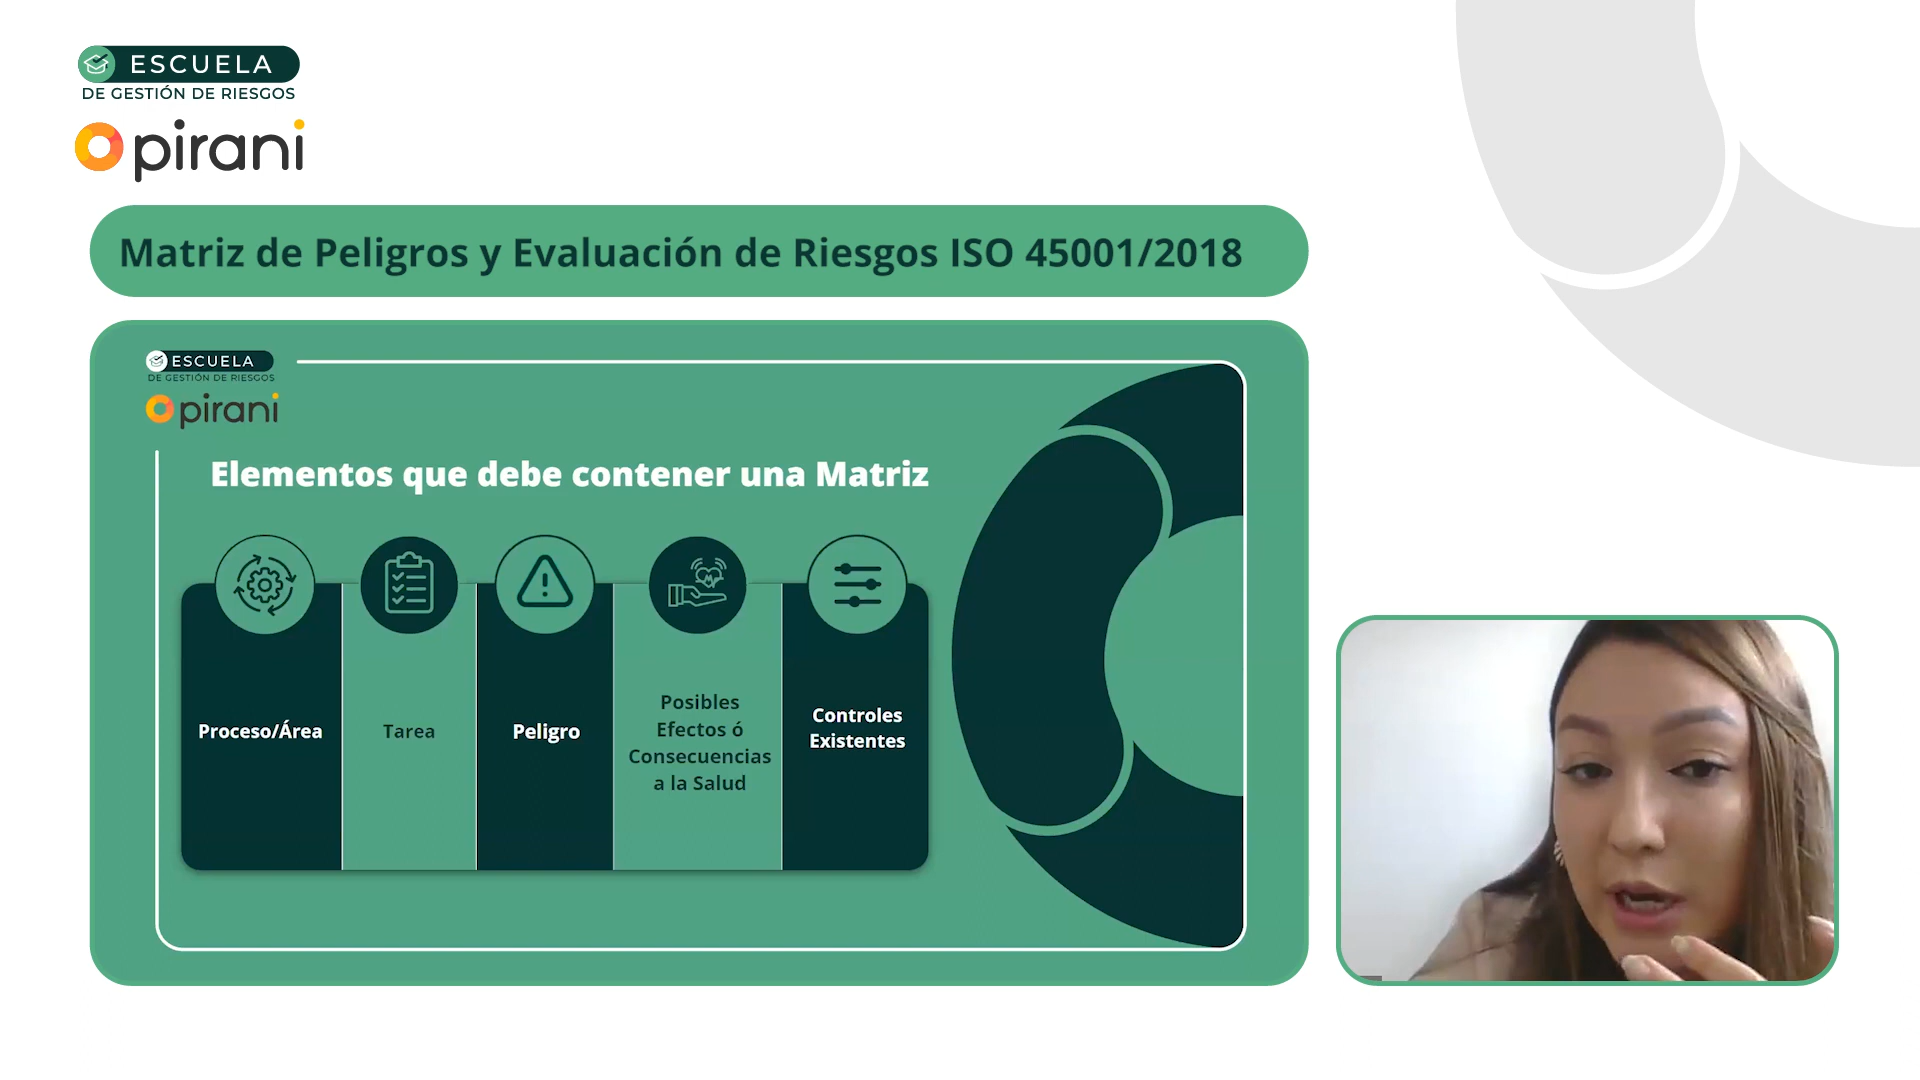 ESCUELA
DE GESTIÓN DE RIESGOS
pirani
Matriz de Peligros y Evaluación de Riesgos ISO 45001/2018
ESCUELA
DE GESTIÓN DE RIESGOS
pirani
Elementos que debe contener una Matriz
Proceso/Área
Tarea
Peligro
Posibles
Efectos ó
Consecuencias
a la Salud
Controles
Existentes